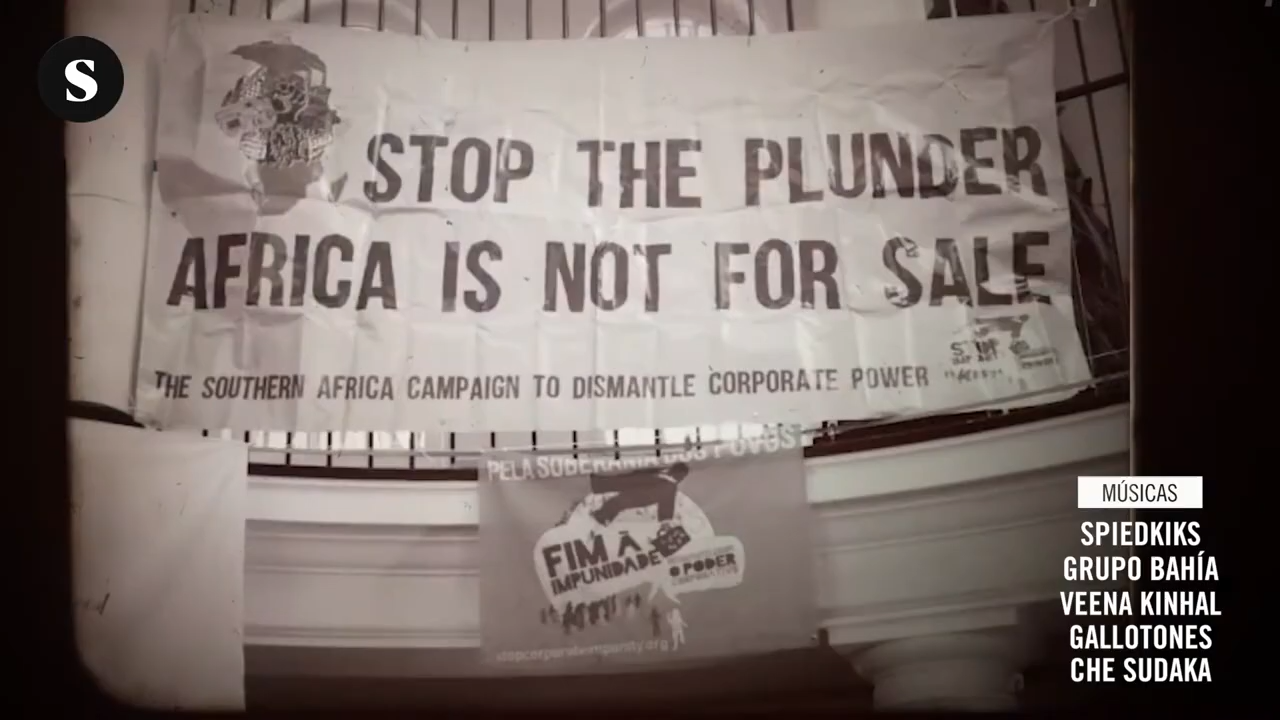 S
STOP THE PLUNDER
AFRICA IS NOT FOR SALE
THE SOUTHERN AFRICA CAMPAIGN TO DISMANTLE CORPORATE POWER
PELA SOBERANIA DOS POVOS
FIM À
IMPUNIDADE
O PODER
stopcorporateimpunity.org
MÚSICAS
SPIEDKIKS
GRUPO BAHÍA
VEENA KINHAL
GALLOTONES
CHE SUDAKA